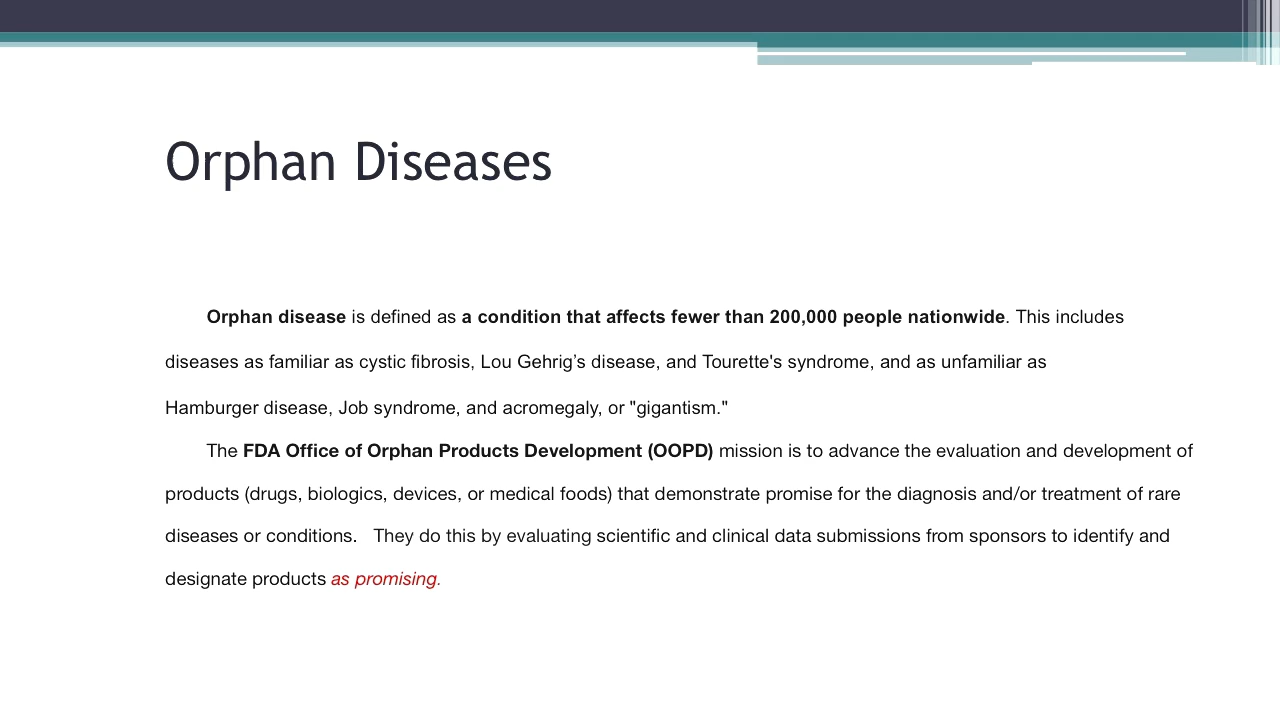 Orphan Diseases
Orphan disease is defined as a condition that affects fewer than 200,000 people nationwide. This includes
diseases as familiar as cystic fibrosis, Lou Gehrig’s disease, and Tourette's syndrome, and as unfamiliar as
Hamburger disease, Job syndrome, and acromegaly, or "gigantism."
The FDA Office of Orphan Products Development (OOPD) mission is to advance the evaluation and development of
products (drugs, biologics, devices, or medical foods) that demonstrate promise for the diagnosis and/or treatment of rare
diseases or conditions.   They do this by evaluating scientific and clinical data submissions from sponsors to identify and
designate products as promising.